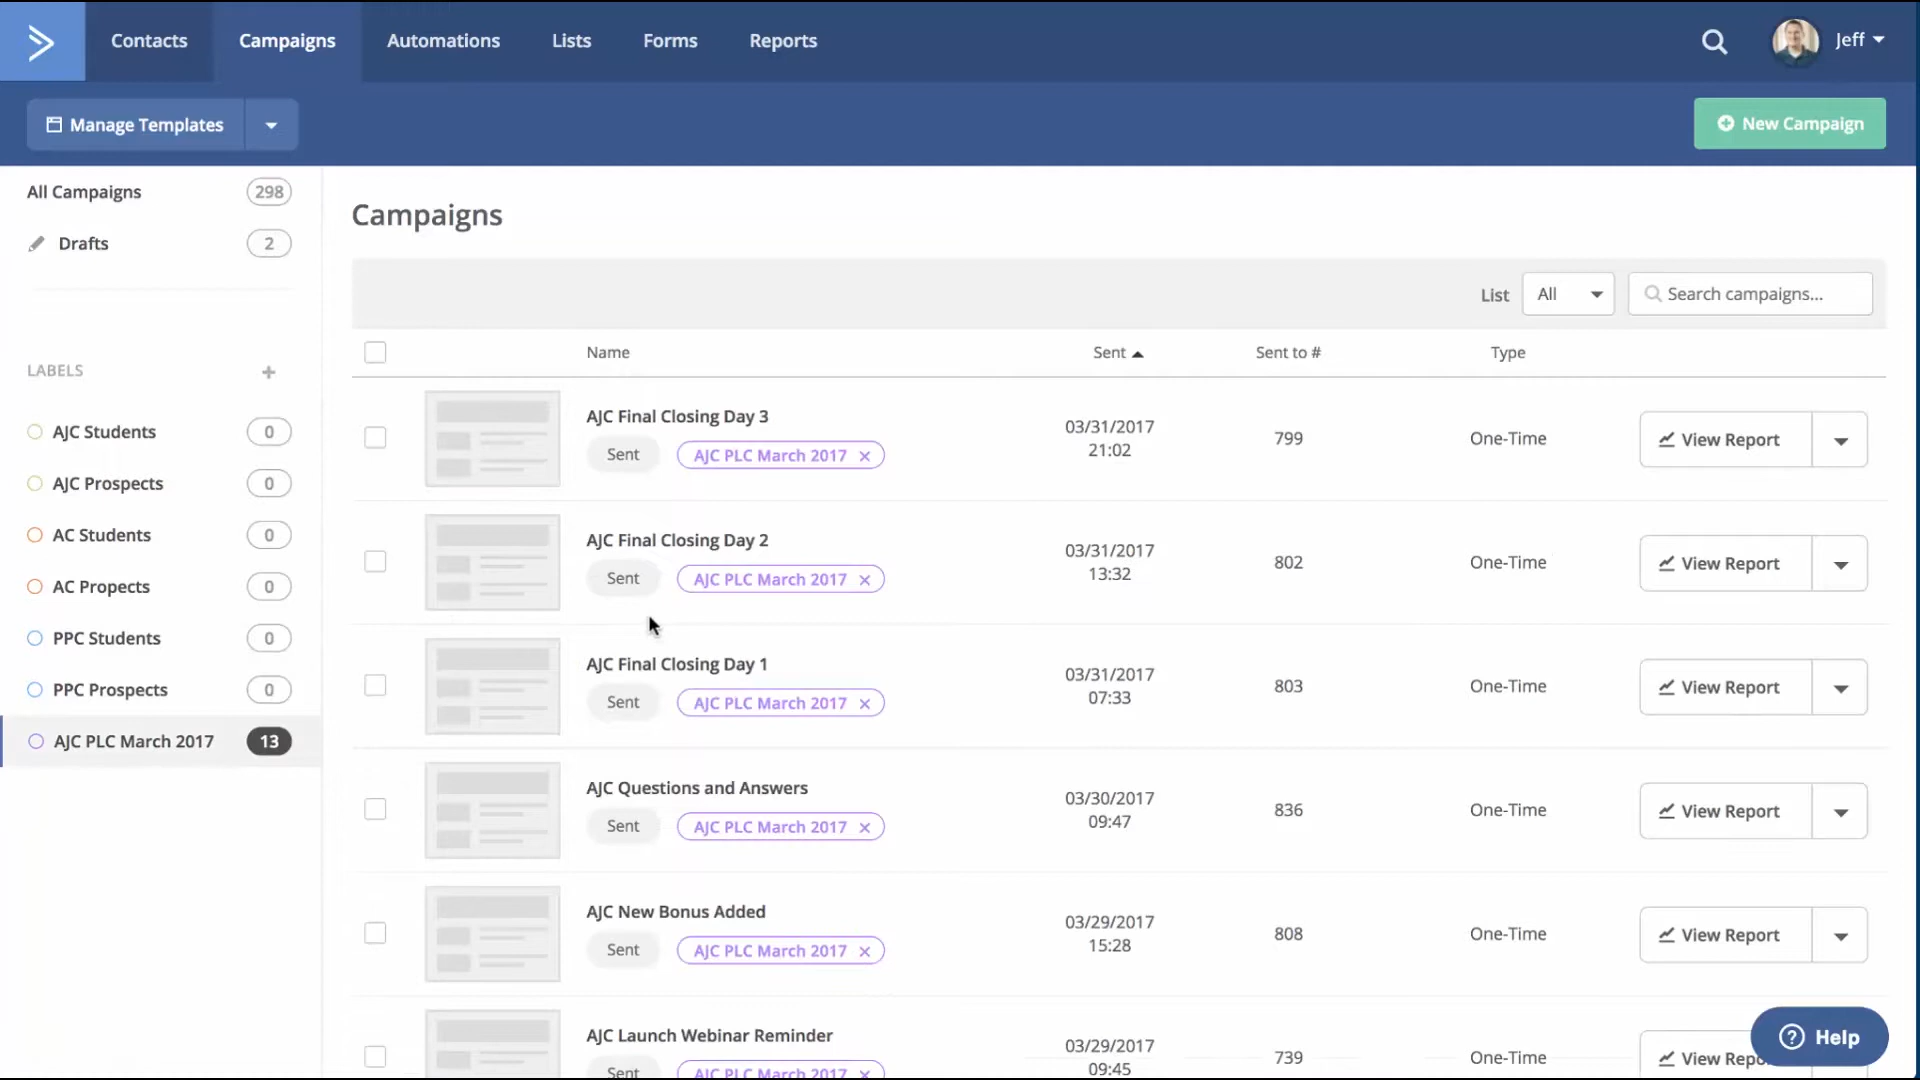 Contacts Campaigns Automations Lists Forms Reports Jeff
Manage Templates New Campaign
All Campaigns 298
Drafts 2
LABELS +
AJC Students 0
AJC Prospects 0
AC Students 0
AC Propects 0
PPC Students 0
PPC Prospects 0
AJC PLC March 2017 13
Campaigns
List All Search campaigns...
Name Sent Sent to # Type
AJC Final Closing Day 3
Sent AJC PLC March 2017 ×
03/31/2017
21:02
799 One-Time View Report
AJC Final Closing Day 2
Sent AJC PLC March 2017 ×
03/31/2017
13:32
802 One-Time View Report
AJC Final Closing Day 1
Sent AJC PLC March 2017 ×
03/31/2017
07:33
803 One-Time View Report
AJC Questions and Answers
Sent AJC PLC March 2017 ×
03/30/2017
09:47
836 One-Time View Report
AJC New Bonus Added
Sent AJC PLC March 2017 ×
03/29/2017
15:28
808 One-Time View Report
AJC Launch Webinar Reminder
Sent AJC PLC March 2017 ×
03/29/2017
09:45
739 One-Time View Repo
Help